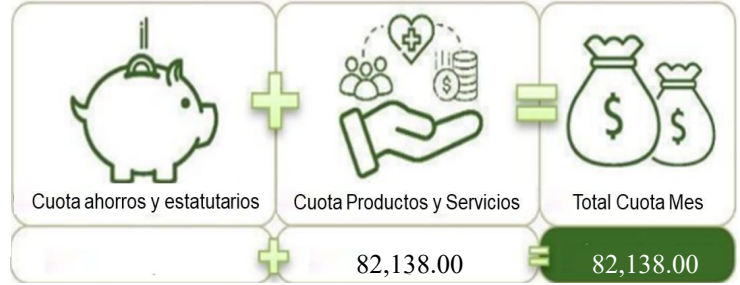 Cuota ahorros y estatutarios
Cuota Productos y Servicios
Total Cuota Mes
82,138.00
82,138.00